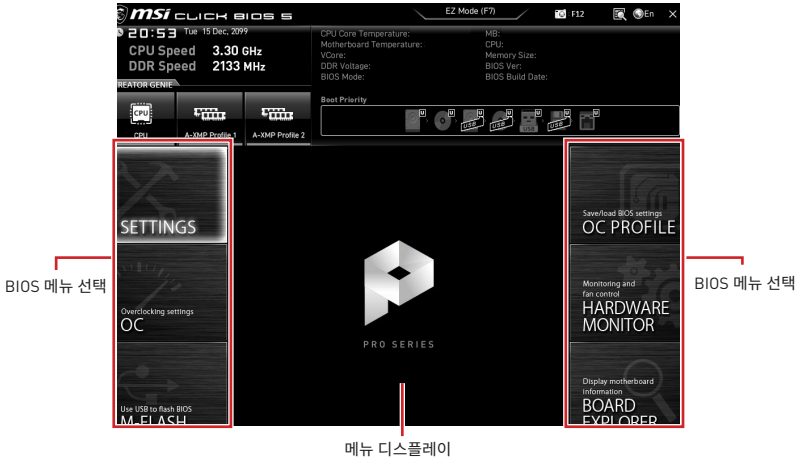 msi CLICK BIOS 5
EZ Mode (F7)
F12
En
X
20:53 Tue 15 Dec, 2099
CPU Speed 3.30 GHz
DDR Speed 2133 MHz
CPU Core Temperature:
Motherboard Temperature:
VCore:
DDR Voltage:
BIOS Mode:
MB:
CPU:
Memory Size:
BIOS Ver:
BIOS Build Date:
REATOR GENIE
CPU
CPU
A-XMP Profile 1
A-XMP Profile 2
Boot Priority
U
U
USB U
USB U
USB U
USB U
U
SETTINGS
Overclocking settings
OC
Use USB to flash BIOS
M-FLASH
BIOS 메뉴 선택
PRO SERIES
메뉴 디스플레이
Save/load BIOS settings
OC PROFILE
Monitoring and
fan control
HARDWARE
MONITOR
Display motherboard
information
BOARD
EXPLORER
BIOS 메뉴 선택